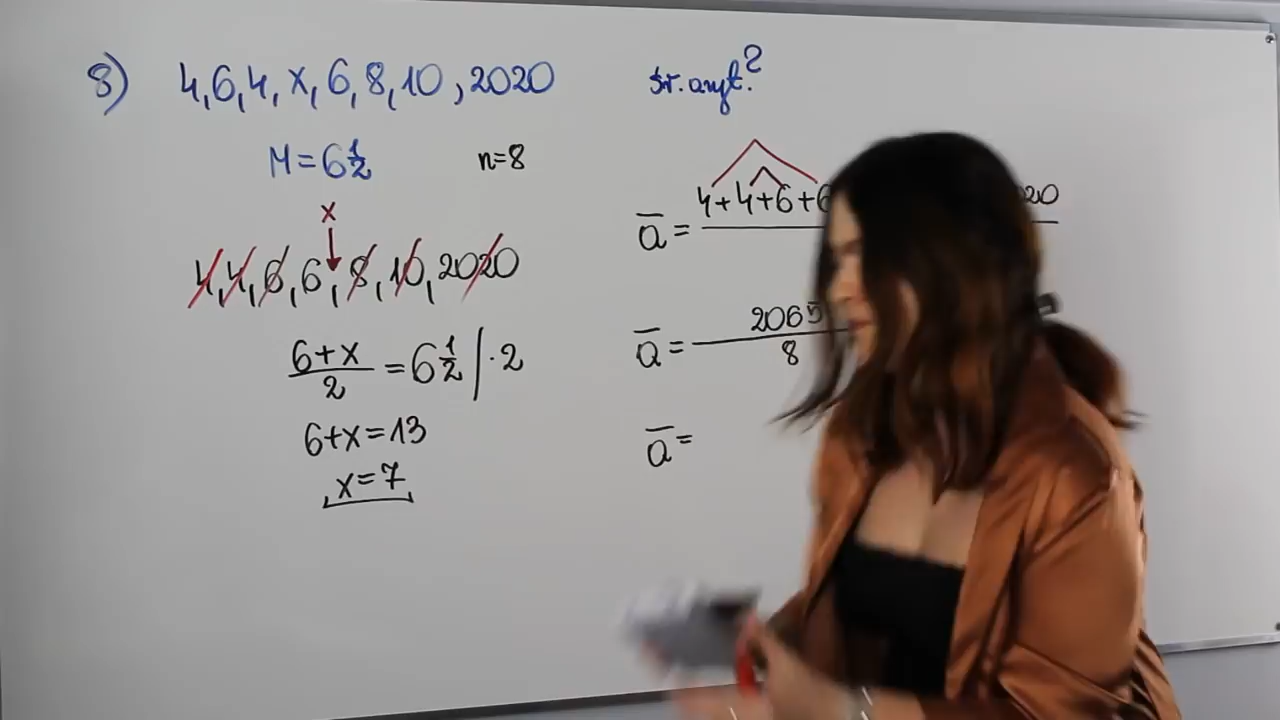 8) 4,6,4,x,6,8,10,2020
M=6½ n=8
x
4,4,6,6,8,10,2020
(6+x)/2 = 6½ |·2
6+x=13
x=7
śr. aryt.?
a̅ = 4+4+6+6 20
a̅ = 2065/8
a̅ =